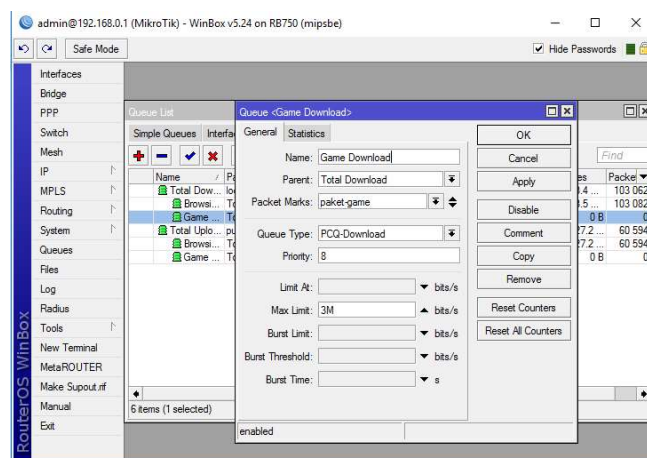 admin@192.168.0.1 (MikroTik) - WinBox v5.24 on RB750 (mipsbe)
Safe Mode
Hide Passwords
Interfaces
Bridge
PPP
Switch
Mesh
IP
MPLS
Routing
System
Queues
Files
Log
Radius
Tools
New Terminal
MetaROUTER
Make Supout.rif
Manual
Exit
RouterOS WinBox
Queue List
Simple Queues Interfa
Find
Name
Packe
Total Dow...
103 062
Browsi...
103 082
Game ...
0 B
Total Uplo...
60 594
Browsi...
60 594
Game ...
0 B
6 items (1 selected)
Queue <Game Download>
General Statistics
Name: Game Download
Parent: Total Download
Packet Marks: paket-game
Queue Type: PCQ-Download
Priority: 8
Limit At: bits/s
Max Limit: 3M bits/s
Burst Limit: bits/s
Burst Threshold: bits/s
Burst Time: s
enabled
OK
Cancel
Apply
Disable
Comment
Copy
Remove
Reset Counters
Reset All Counters